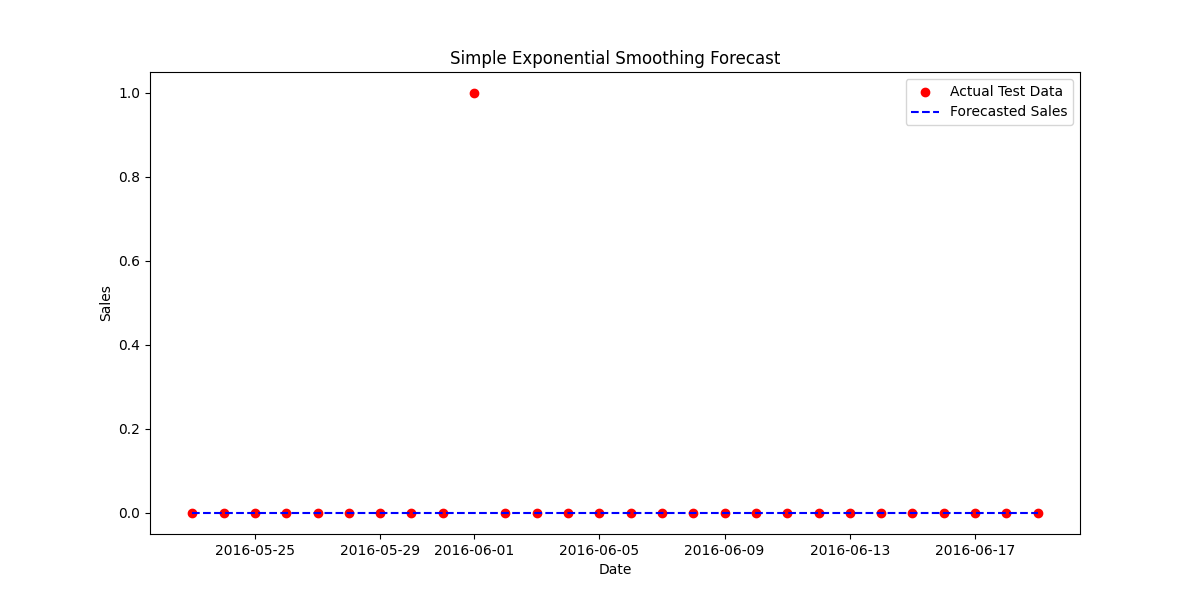 Simple Exponential Smoothing Forecast
Actual Test Data
Forecasted Sales
1.0
0.8
0.6
0.4
0.2
0.0
Sales
2016-05-25 2016-05-29 2016-06-01 2016-06-05 2016-06-09 2016-06-13 2016-06-17
Date